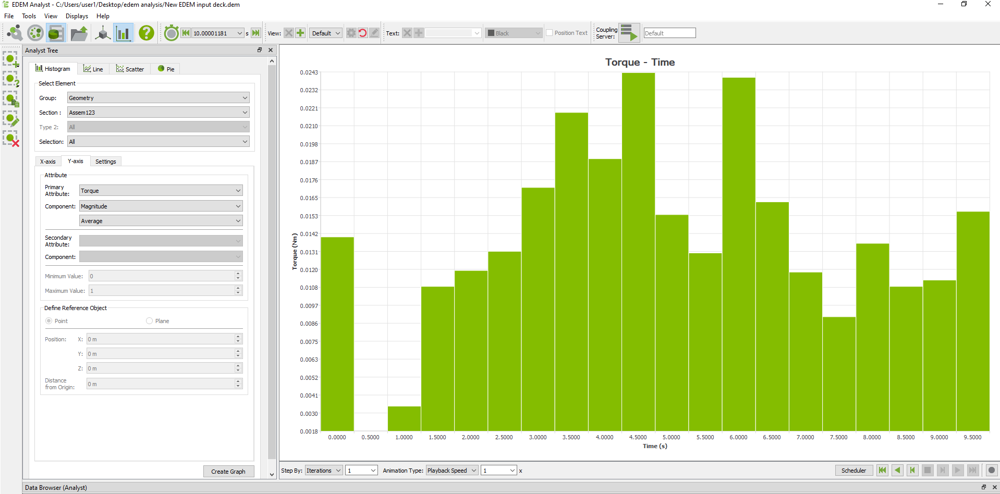 EDEM Analyst - C:/Users/user1/Desktop/edem analysis/New EDEM input deck.dem
File Tools View Displays Help
10.00001181 s View: Default Text: Black Position Text Coupling Server: Default
Analyst Tree
Histogram Line Scatter Pie
Select Element
Group: Geometry
Section : Assem123
Type 2: All
Selection: All
X-axis Y-axis Settings
Attribute
Primary Attribute: Torque
Component: Magnitude
Average
Secondary Attribute:
Component:
Minimum Value: 0
Maximum Value: 1
Define Reference Object
Point Plane
Position: X: 0 m
Y: 0 m
Z: 0 m
Distance from Origin: 0 m
Create Graph
Torque - Time
0.0243
0.0232
0.0221
0.0210
0.0198
0.0187
0.0176
0.0165
0.0153
0.0142
0.0131
0.0120
0.0108
0.0097
0.0086
0.0075
0.0063
0.0052
0.0041
0.0030
0.0018
Torque (Nm)
0.0000 0.5000 1.0000 1.5000 2.0000 2.5000 3.0000 3.5000 4.0000 4.5000 5.0000 5.5000 6.0000 6.5000 7.0000 7.5000 8.0000 8.5000 9.0000 9.5000
Time (s)
Step By: Iterations 1 Animation Type: Playback Speed 1 x Scheduler
Data Browser (Analyst)